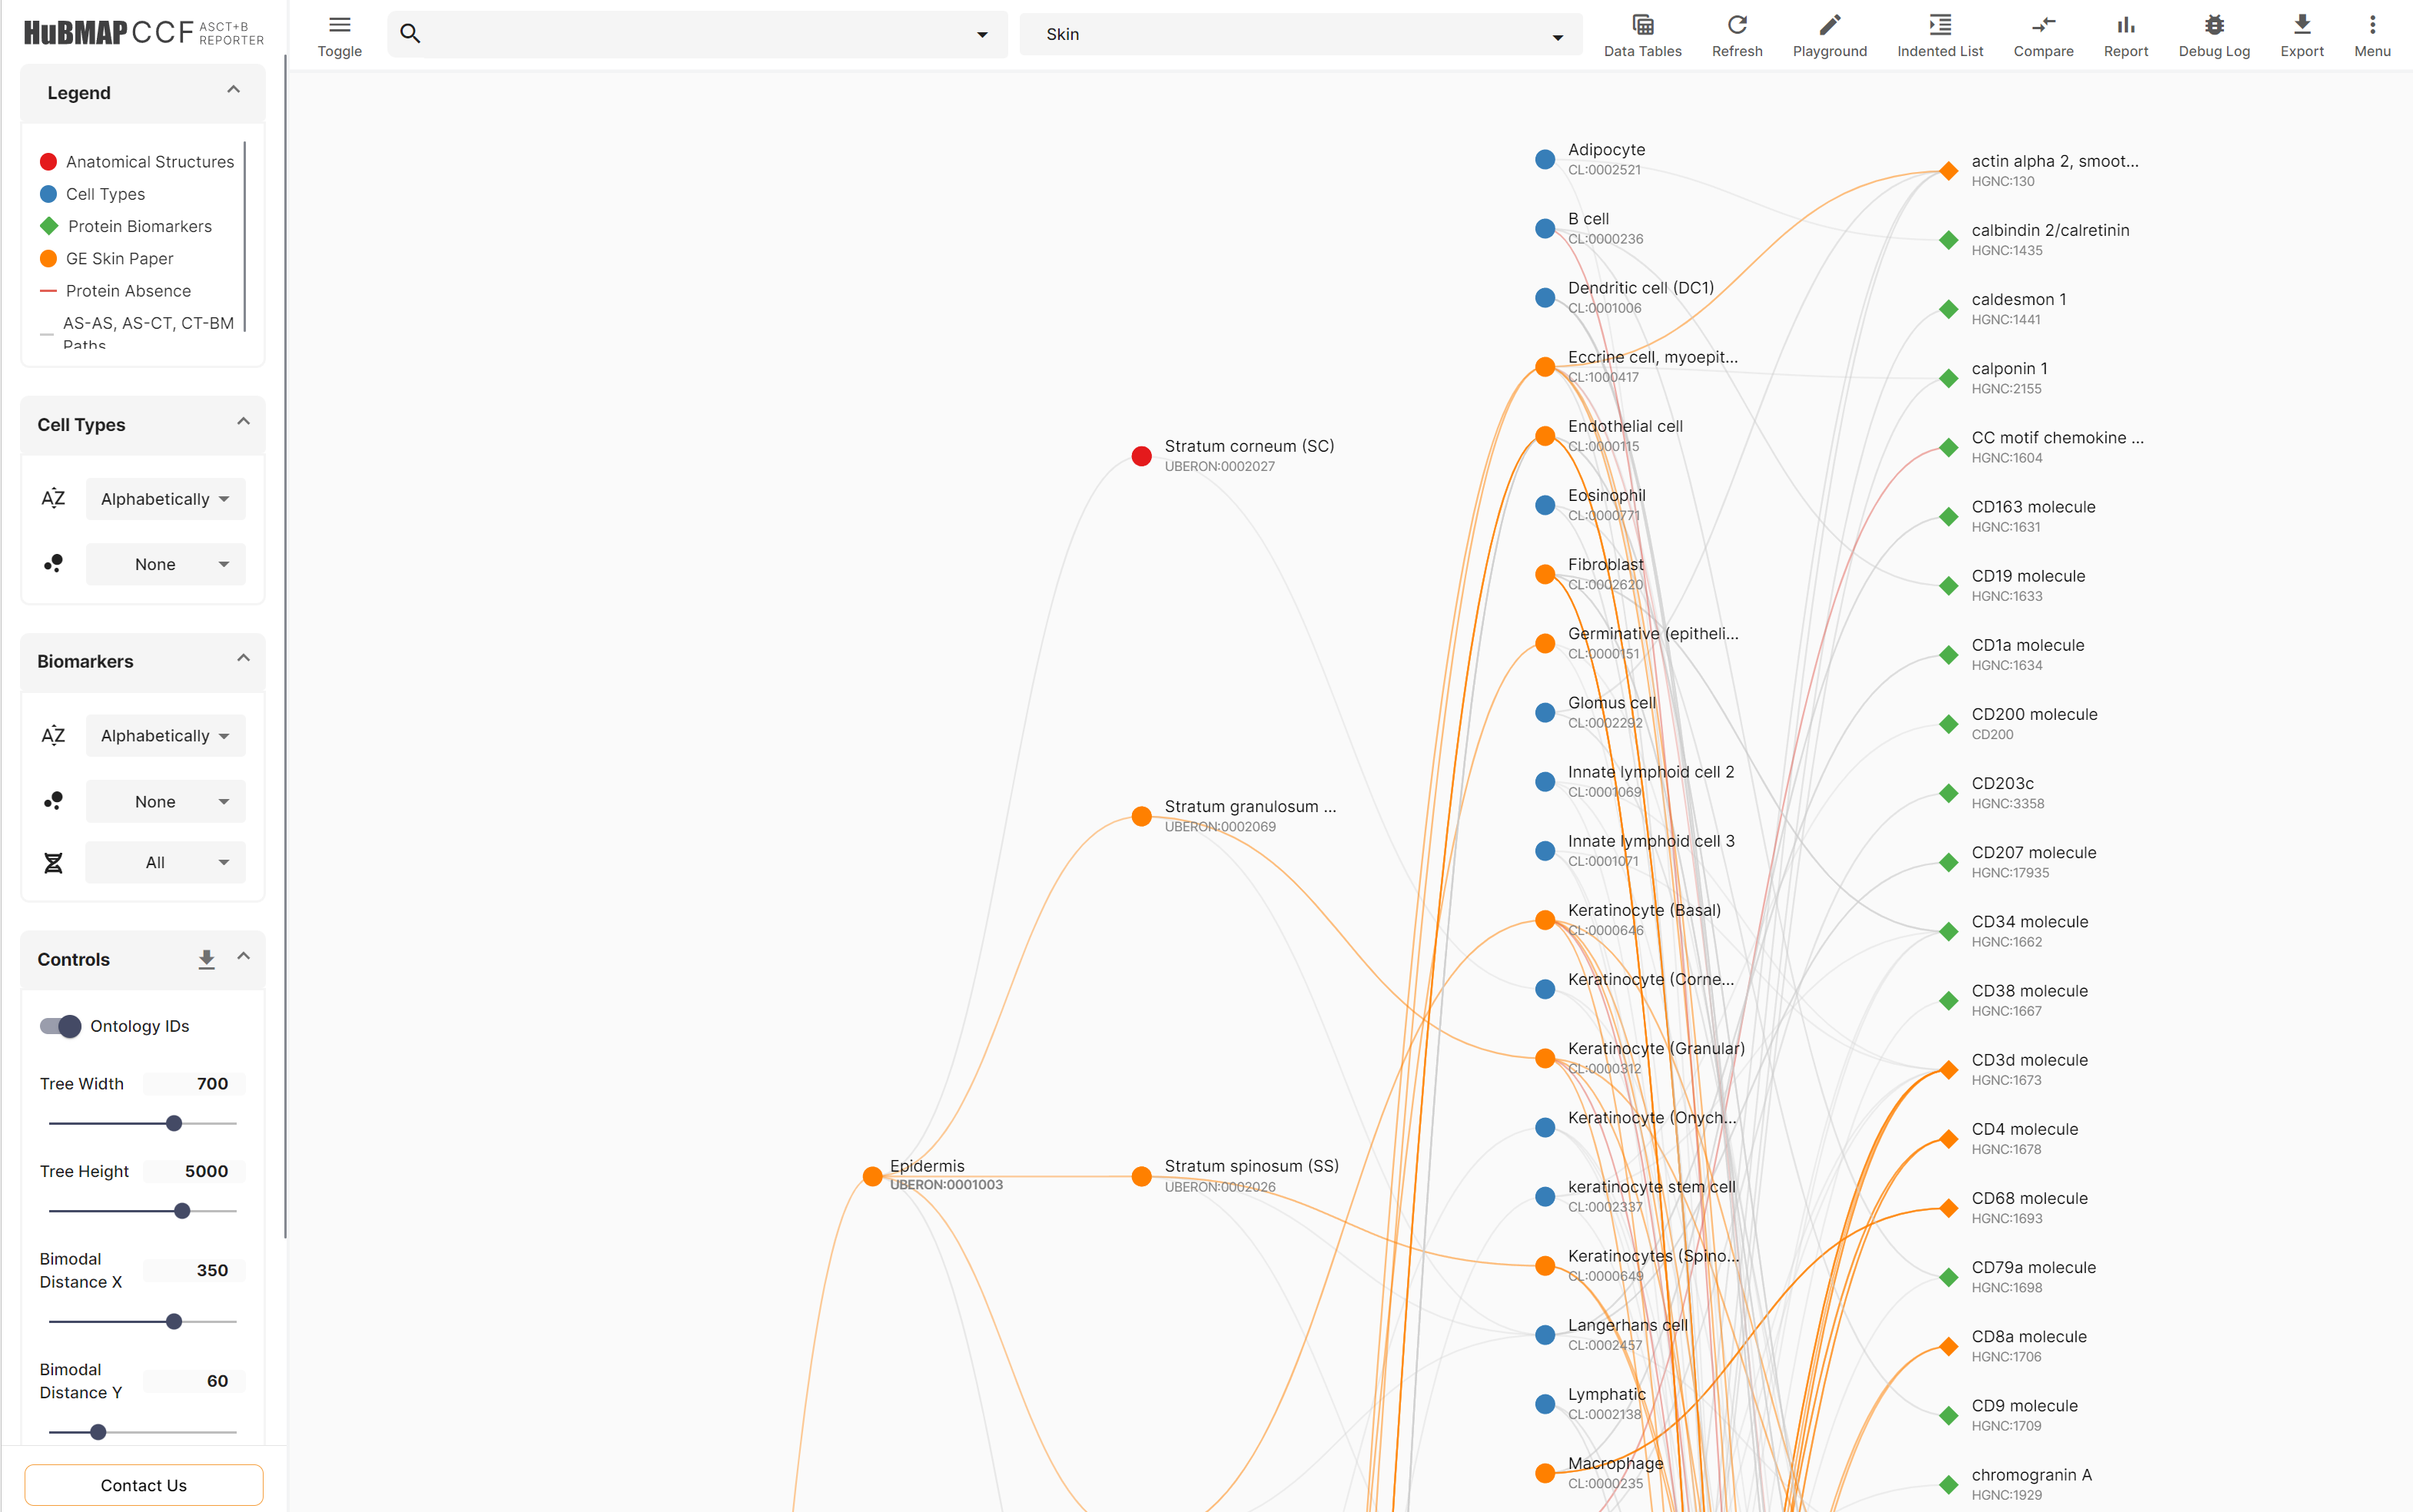 HuBMAP CCF ASCT+B
REPORTER
Toggle
Skin
Data Tables
Refresh
Playground
Indented List
Compare
Report
Debug Log
Export
Menu
Legend
Anatomical Structures
Cell Types
Protein Biomarkers
GE Skin Paper
Protein Absence
AS-AS, AS-CT, CT-BM
Paths
Cell Types
AZ
Alphabetically
None
Biomarkers
AZ
Alphabetically
None
All
Controls
Ontology IDs
Tree Width 700
Tree Height 5000
Bimodal
Distance X 350
Bimodal
Distance Y 60
Contact Us
Epidermis
UBERON:0001003
Stratum corneum (SC)
UBERON:0002027
Stratum granulosum ...
UBERON:0002069
Stratum spinosum (SS)
UBERON:0002026
Adipocyte
CL:0002521
B cell
CL:0000236
Dendritic cell (DC1)
CL:0001006
Eccrine cell, myoepit...
CL:1000417
Endothelial cell
CL:0000115
Eosinophil
CL:0000771
Fibroblast
CL:0002620
Germinative (epitheli...
CL:0000151
Glomus cell
CL:0002292
Innate lymphoid cell 2
CL:0001069
Innate lymphoid cell 3
CL:0001071
Keratinocyte (Basal)
CL:0000646
Keratinocyte (Corne...
Keratinocyte (Granular)
CL:0000312
Keratinocyte (Onych...
keratinocyte stem cell
CL:0002337
Keratinocytes (Spino...
CL:0000649
Langerhans cell
CL:0002457
Lymphatic
CL:0002138
Macrophage
CL:0000235
actin alpha 2, smoot...
HGNC:130
calbindin 2/calretinin
HGNC:1435
caldesmon 1
HGNC:1441
calponin 1
HGNC:2155
CC motif chemokine ...
HGNC:1604
CD163 molecule
HGNC:1631
CD19 molecule
HGNC:1633
CD1a molecule
HGNC:1634
CD200 molecule
CD200
CD203c
HGNC:3358
CD207 molecule
HGNC:17935
CD34 molecule
HGNC:1662
CD38 molecule
HGNC:1667
CD3d molecule
HGNC:1673
CD4 molecule
HGNC:1678
CD68 molecule
HGNC:1693
CD79a molecule
HGNC:1698
CD8a molecule
HGNC:1706
CD9 molecule
HGNC:1709
chromogranin A
HGNC:1929